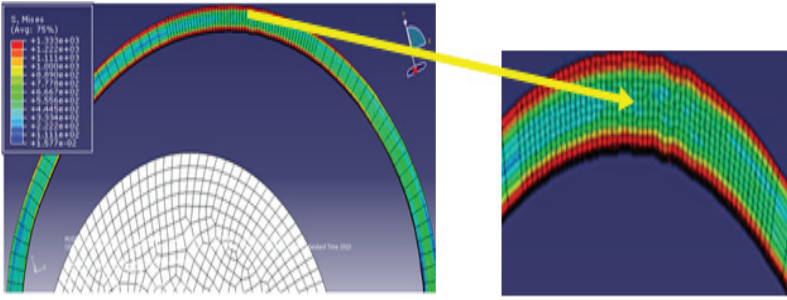 S, Mises
(Avg: 75%)
+1.333e+03
+1.222e+03
+1.111e+03
+1.000e+03
+8.890e+02
+7.778e+02
+6.667e+02
+5.556e+02
+4.445e+02
+3.334e+02
+2.222e+02
+1.111e+02
+1.577e-02